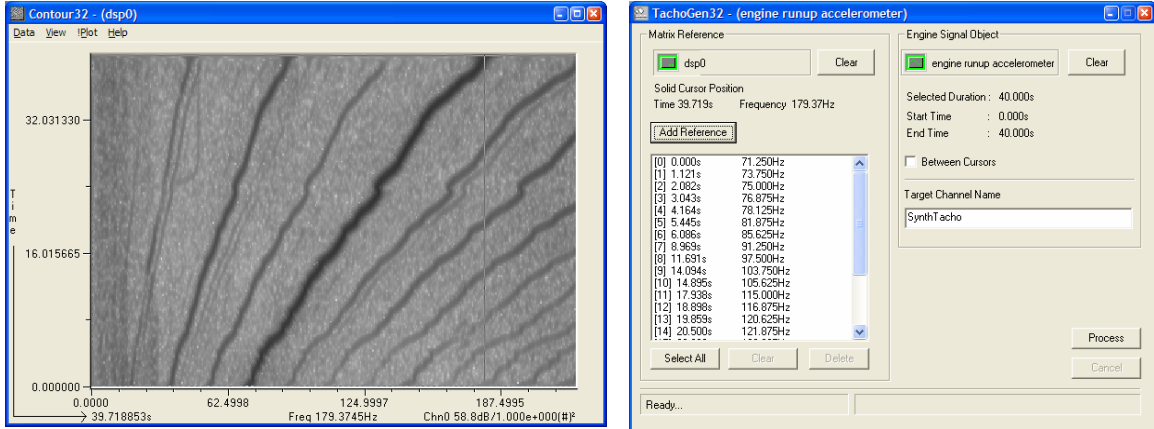 Contour32 - (dsp0)
Data View !Plot Help
32.031330
Time
16.015665
0.000000
0.0000 62.4498 124.9997 187.4995
39.718853s Freq 179.3745Hz Chn0 58.8dB/1.000e+000(#)²
TachoGen32 - (engine runup accelerometer)
Matrix Reference
dsp0 Clear
Solid Cursor Position
Time 39.719s Frequency 179.37Hz
Add Reference
[0] 0.000s 71.250Hz
[1] 1.121s 73.750Hz
[2] 2.082s 75.000Hz
[3] 3.043s 76.875Hz
[4] 4.164s 78.125Hz
[5] 5.445s 81.875Hz
[6] 6.086s 85.625Hz
[7] 8.969s 91.250Hz
[8] 11.691s 97.500Hz
[9] 14.094s 103.750Hz
[10] 14.895s 105.625Hz
[11] 17.938s 115.000Hz
[12] 18.898s 116.875Hz
[13] 19.859s 120.625Hz
[14] 20.500s 121.875Hz
Select All Clear Delete
Engine Signal Object
engine runup accelerometer Clear
Selected Duration : 40.000s
Start Time : 0.000s
End Time : 40.000s
Between Cursors
Target Channel Name
SynthTacho
Process
Cancel
Ready...